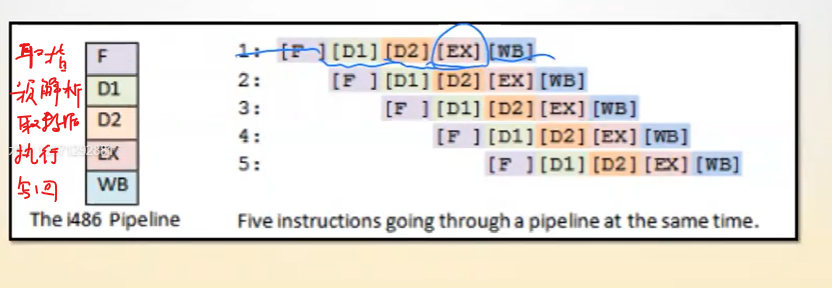 取指 F
译解析 D1
取数 D2
执行 EX
写回 WB
The i486 Pipeline
1: [F ][D1][D2][EX][WB]
2: [F ][D1][D2][EX][WB]
3: [F ][D1][D2][EX][WB]
4: [F ][D1][D2][EX][WB]
5: [F ][D1][D2][EX][WB]
Five instructions going through a pipeline at the same time.